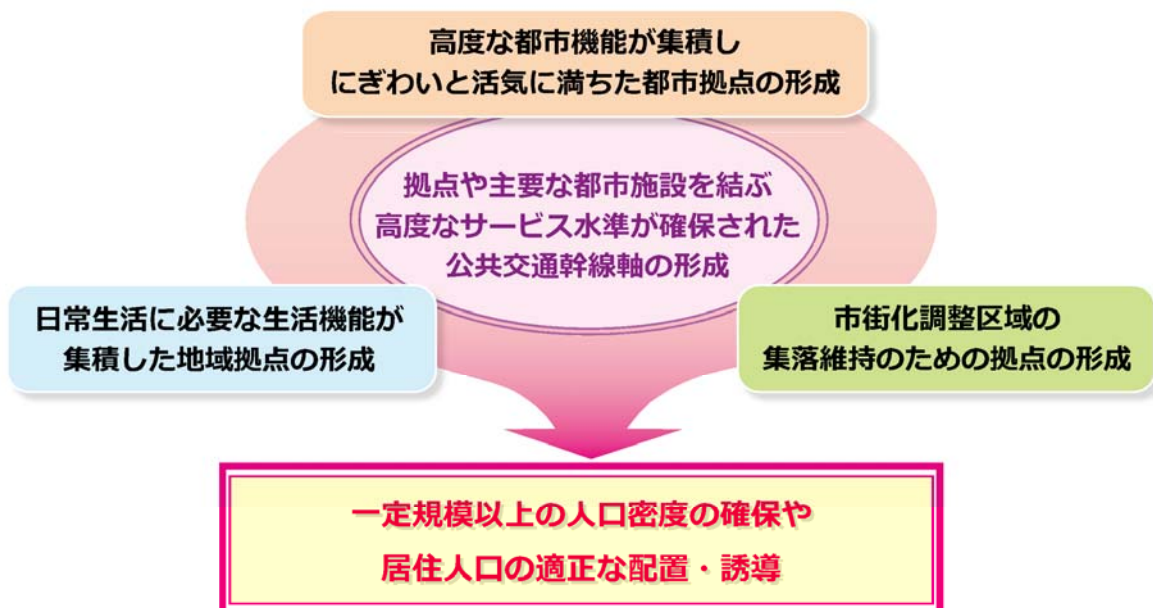 高度な都市機能が集積し
にぎわいと活気に満ちた都市拠点の形成
拠点や主要な都市施設を結ぶ
高度なサービス水準が確保された
公共交通幹線軸の形成
日常生活に必要な生活機能が
集積した地域拠点の形成
市街化調整区域の
集落維持のための拠点の形成
一定規模以上の人口密度の確保や
居住人口の適正な配置・誘導